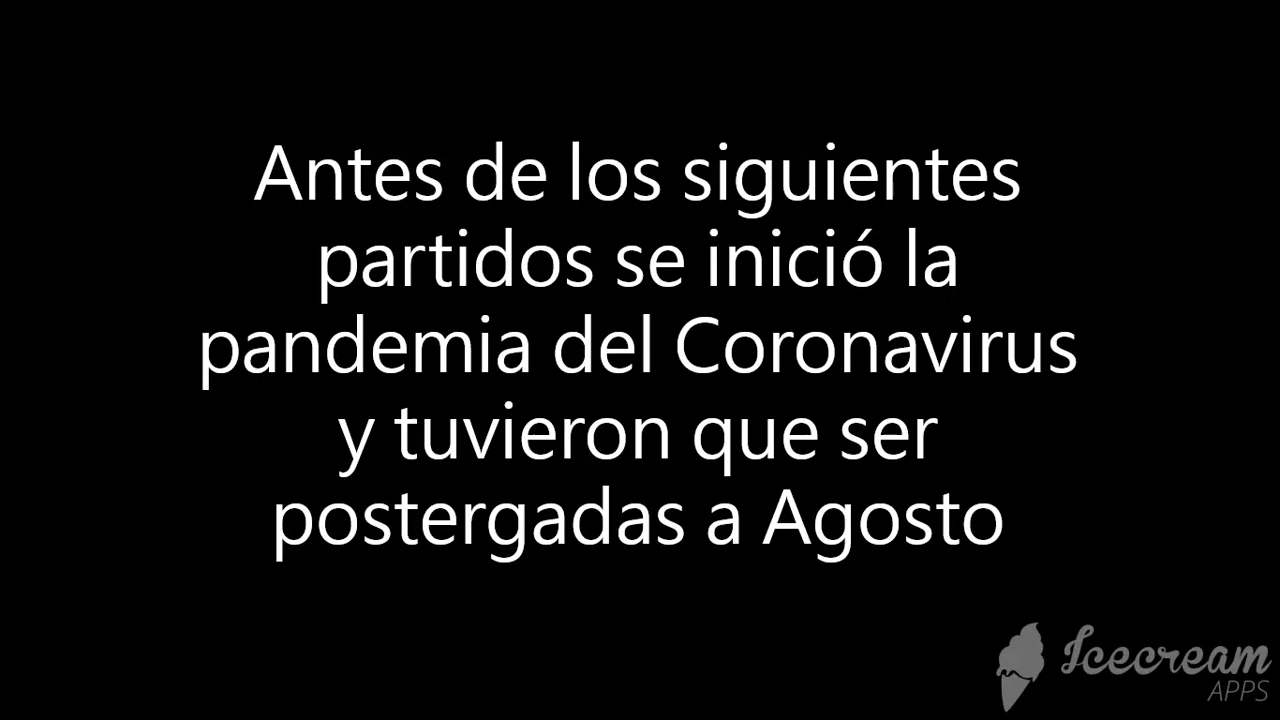 Antes de los siguientes
partidos se inició la
pandemia del Coronavirus
y tuvieron que ser
postergadas a Agosto
Icecream
APPS